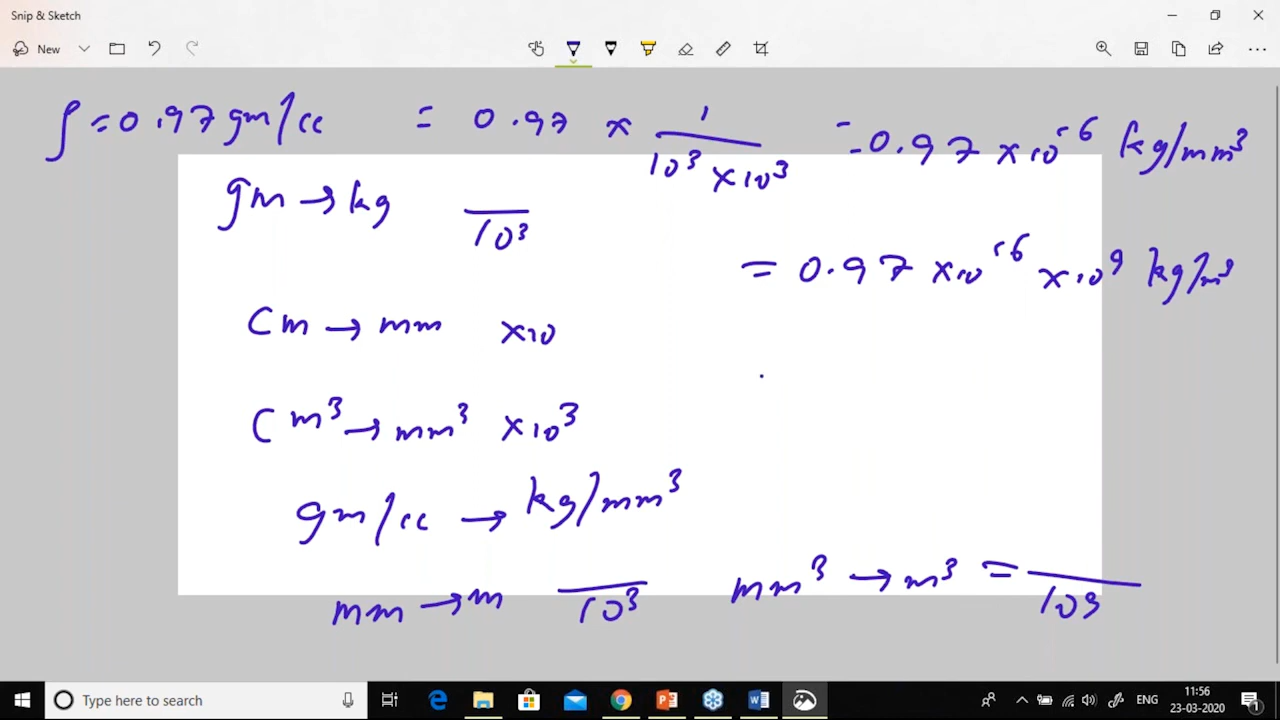 Snip & Sketch
New
ρ = 0.97 gm/cc = 0.97 × 1/(10³ × 10³) = 0.97 × 10⁻⁶ kg/mm³
gm → kg /10³
= 0.97 × 10⁻⁶ × 10⁹ kg/m³
cm → mm ×10
cm³ → mm³ ×10³
gm/cc → kg/mm³
mm → m /10³
mm³ → m³ = /10⁹
Type here to search
ENG
11:56
23-03-2020
1